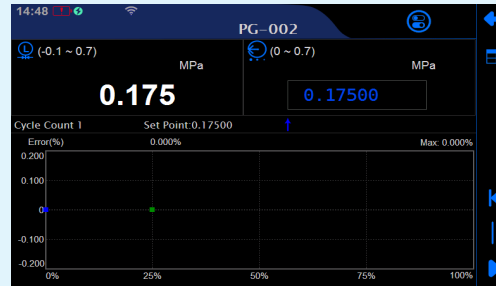 14:48
PG-002
(-0.1 ~ 0.7)
MPa
0.175
(0 ~ 0.7)
MPa
0.17500
Cycle Count 1 Set Point:0.17500
Error(%) 0.000% Max: 0.000%
0.200
0.100
0
-0.100
-0.200
0% 25% 50% 75% 100%